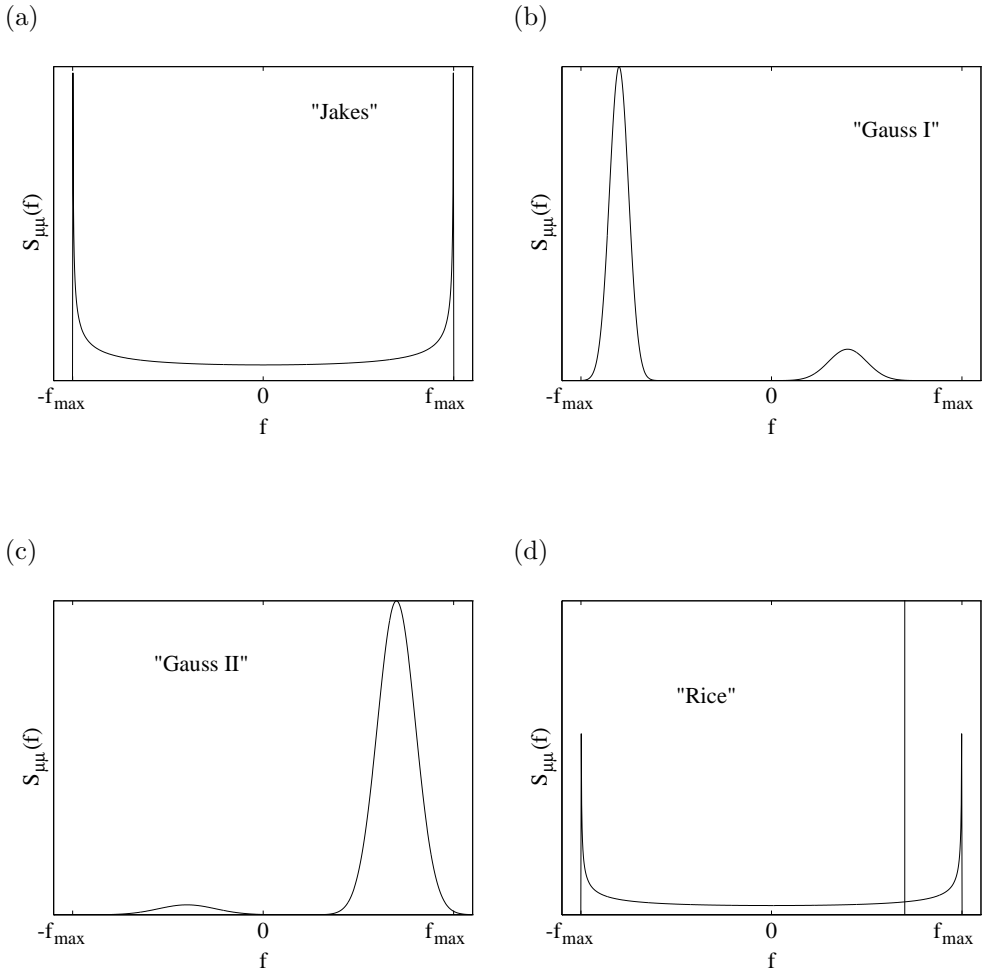 (a)
"Jakes"
S_μμ(f)
-f_max 0 f_max
f
(b)
"Gauss I"
S_μμ(f)
-f_max 0 f_max
f
(c)
"Gauss II"
S_μμ(f)
-f_max 0 f_max
f
(d)
"Rice"
S_μμ(f)
-f_max 0 f_max
f